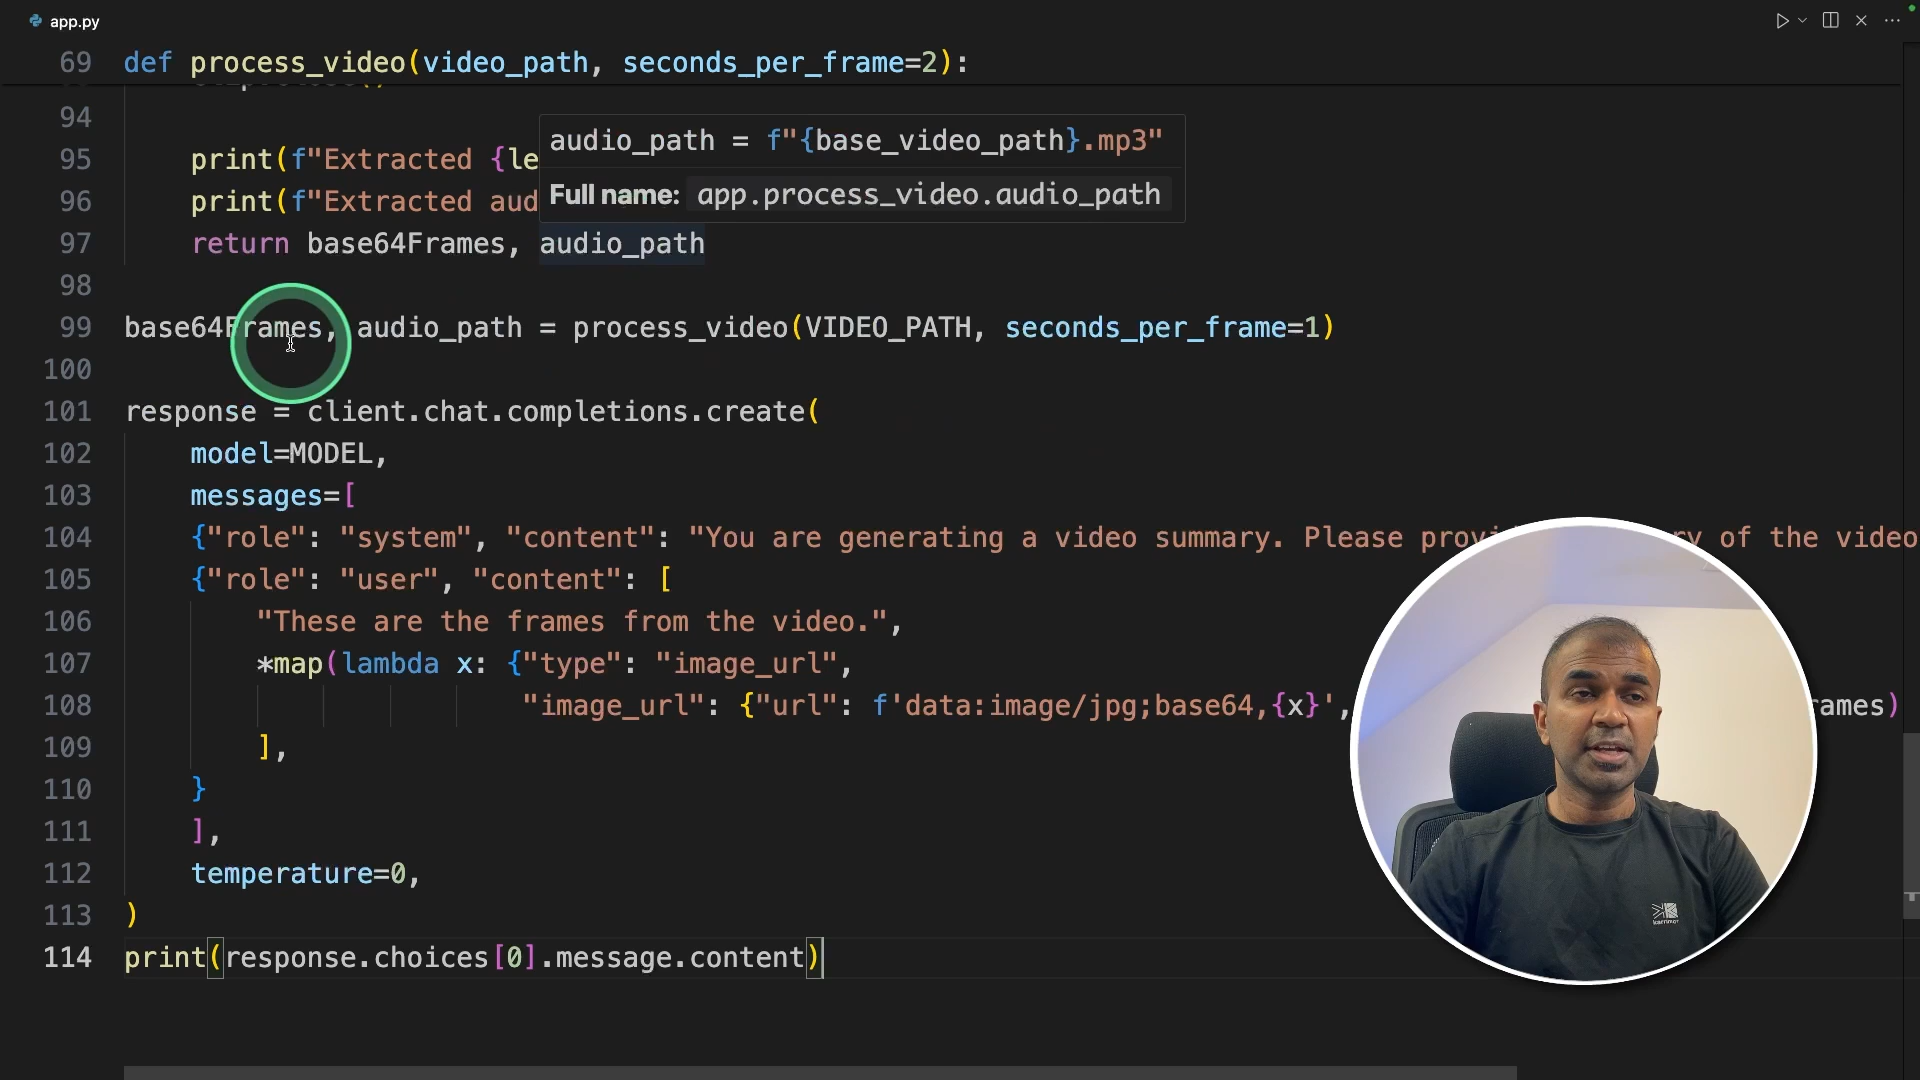 app.py
69 def process_video(video_path, seconds_per_frame=2):
94
audio_path = f"{base_video_path}.mp3"
95 print(f"Extracted {le
Full name: app.process_video.audio_path
96 print(f"Extracted aud
97 return base64Frames, audio_path
98
99 base64Frames, audio_path = process_video(VIDEO_PATH, seconds_per_frame=1)
100
101 response = client.chat.completions.create(
102 model=MODEL,
103 messages=[
104 {"role": "system", "content": "You are generating a video summary. Please provi ry of the video
105 {"role": "user", "content": [
106 "These are the frames from the video.",
107 *map(lambda x: {"type": "image_url",
108 "image_url": {"url": f'data:image/jpg;base64,{x}', ames)
109 ],
110 }
111 ],
112 temperature=0,
113 )
114 print(response.choices[0].message.content)